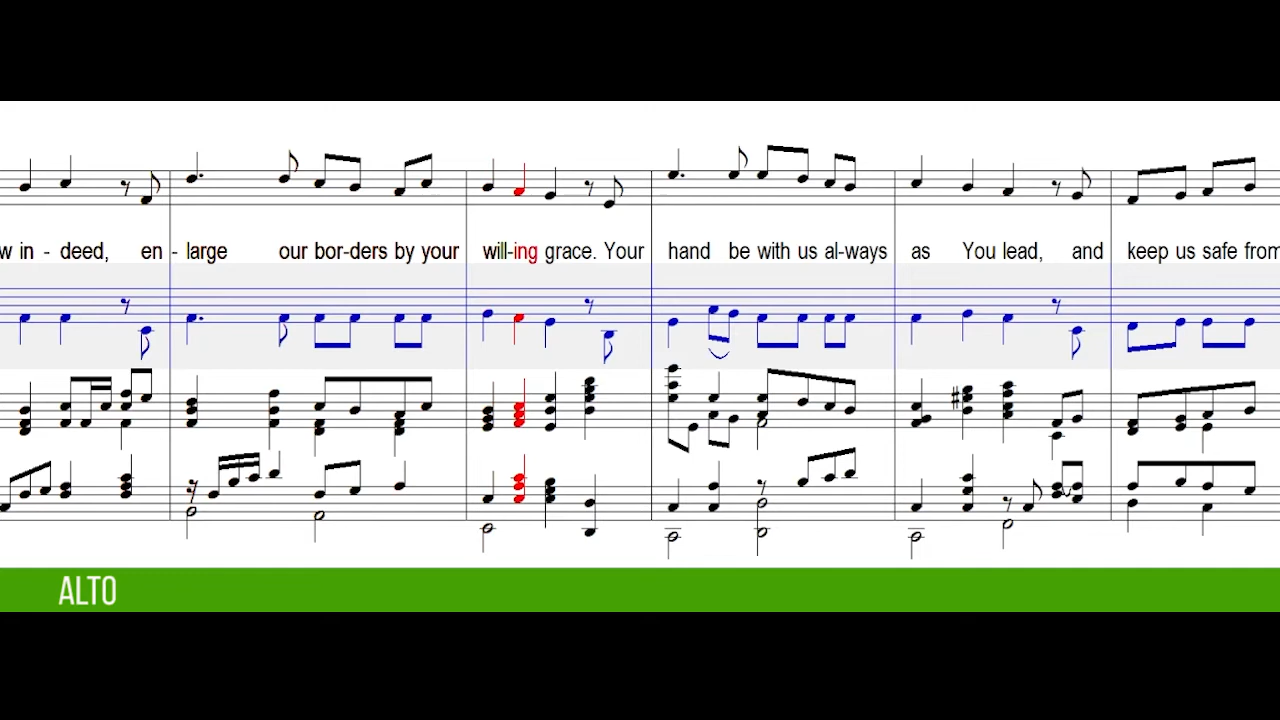 w in - deed, en - large our bor-ders by your will-ing grace. Your hand be with us al-ways as You lead, and keep us safe from
ALTO